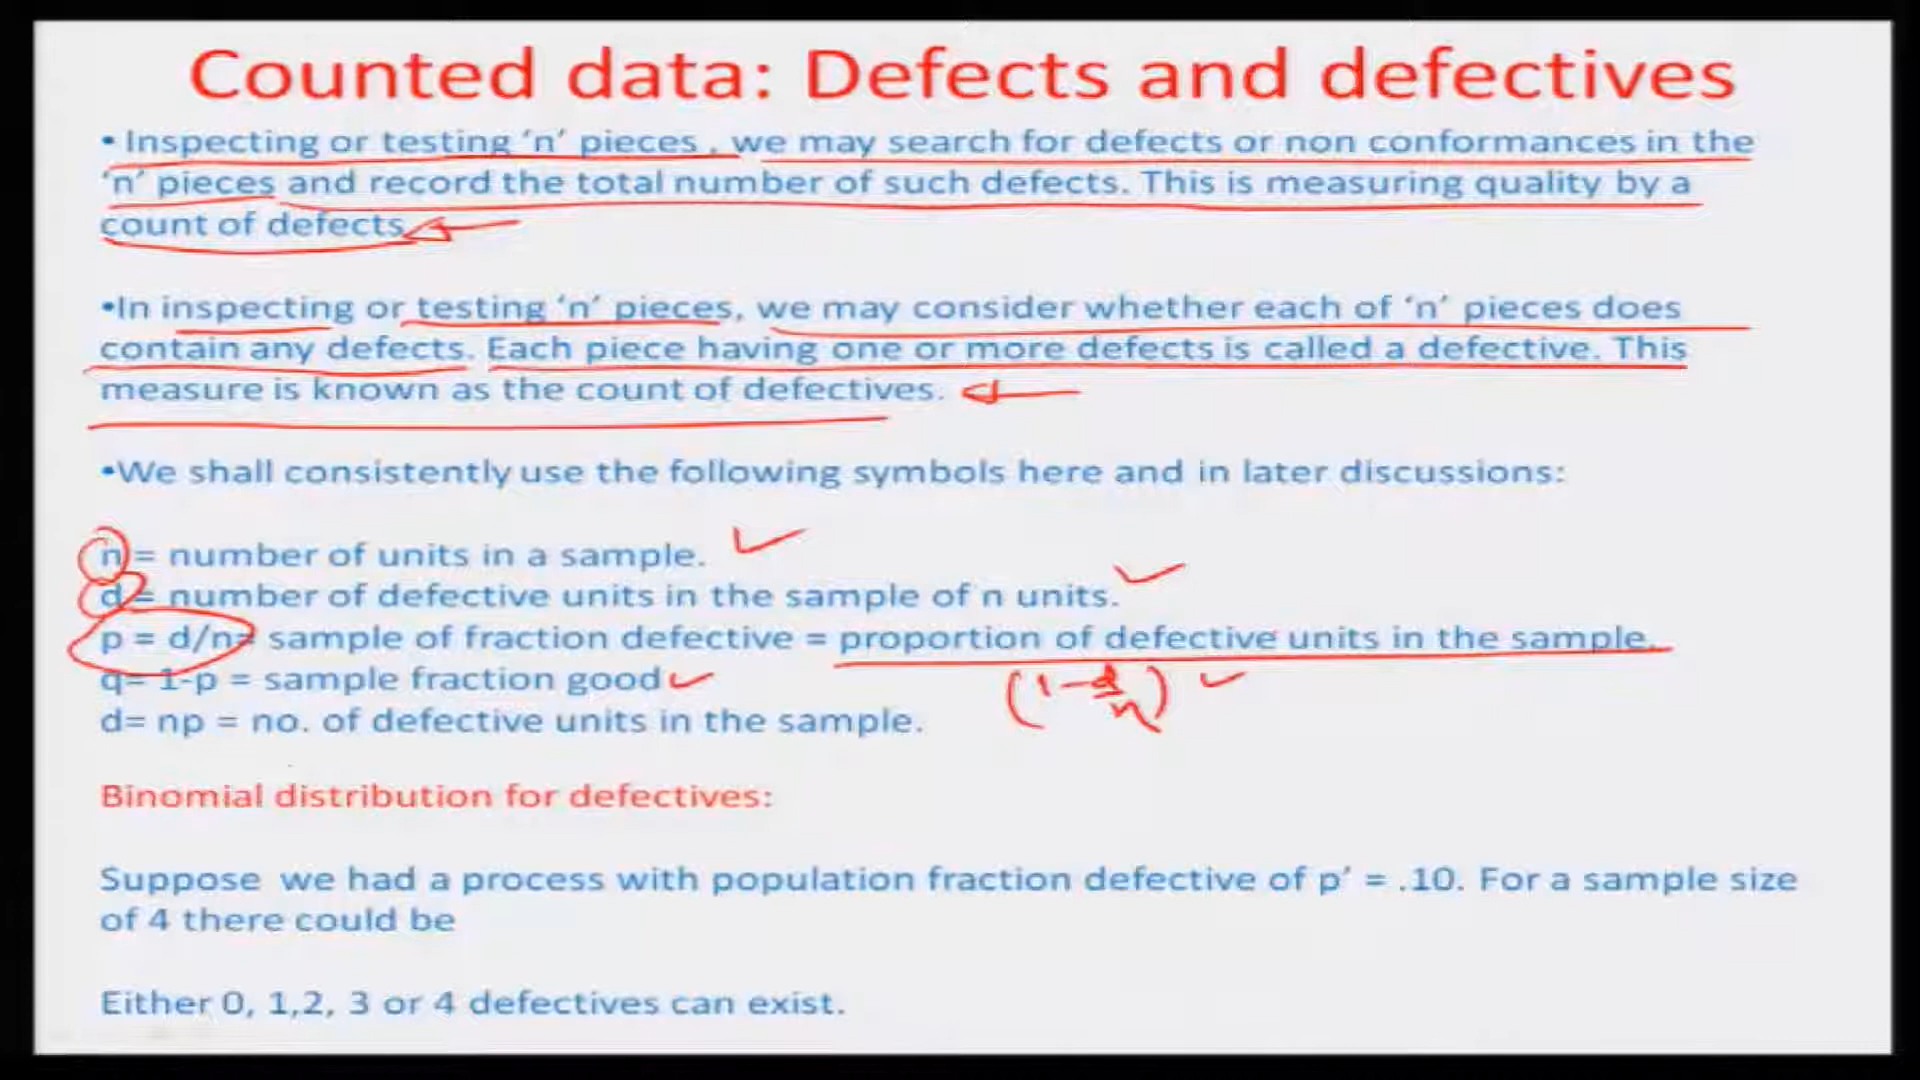 Counted data: Defects and defectives
• Inspecting or testing ‘n’ pieces , we may search for defects or non conformances in the
‘n’ pieces and record the total number of such defects. This is measuring quality by a
count of defects.
•In inspecting or testing ‘n’ pieces, we may consider whether each of ‘n’ pieces does
contain any defects. Each piece having one or more defects is called a defective. This
measure is known as the count of defectives.
•We shall consistently use the following symbols here and in later discussions:
n = number of units in a sample.
d = number of defective units in the sample of n units.
p = d/n= sample of fraction defective = proportion of defective units in the sample.
q= 1-p = sample fraction good
(1-d/n)
d= np = no. of defective units in the sample.
Binomial distribution for defectives:
Suppose we had a process with population fraction defective of p’ = .10. For a sample size
of 4 there could be
Either 0, 1,2, 3 or 4 defectives can exist.